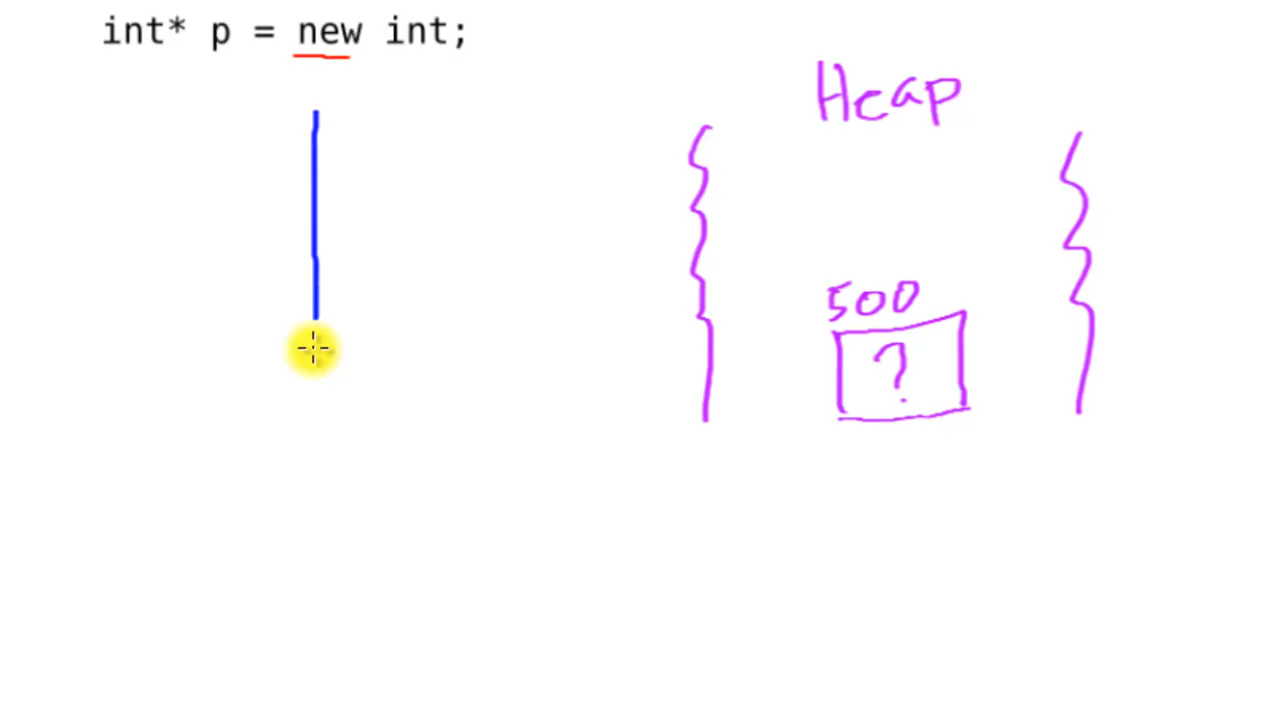 int* p = new int;
Heap
500
?